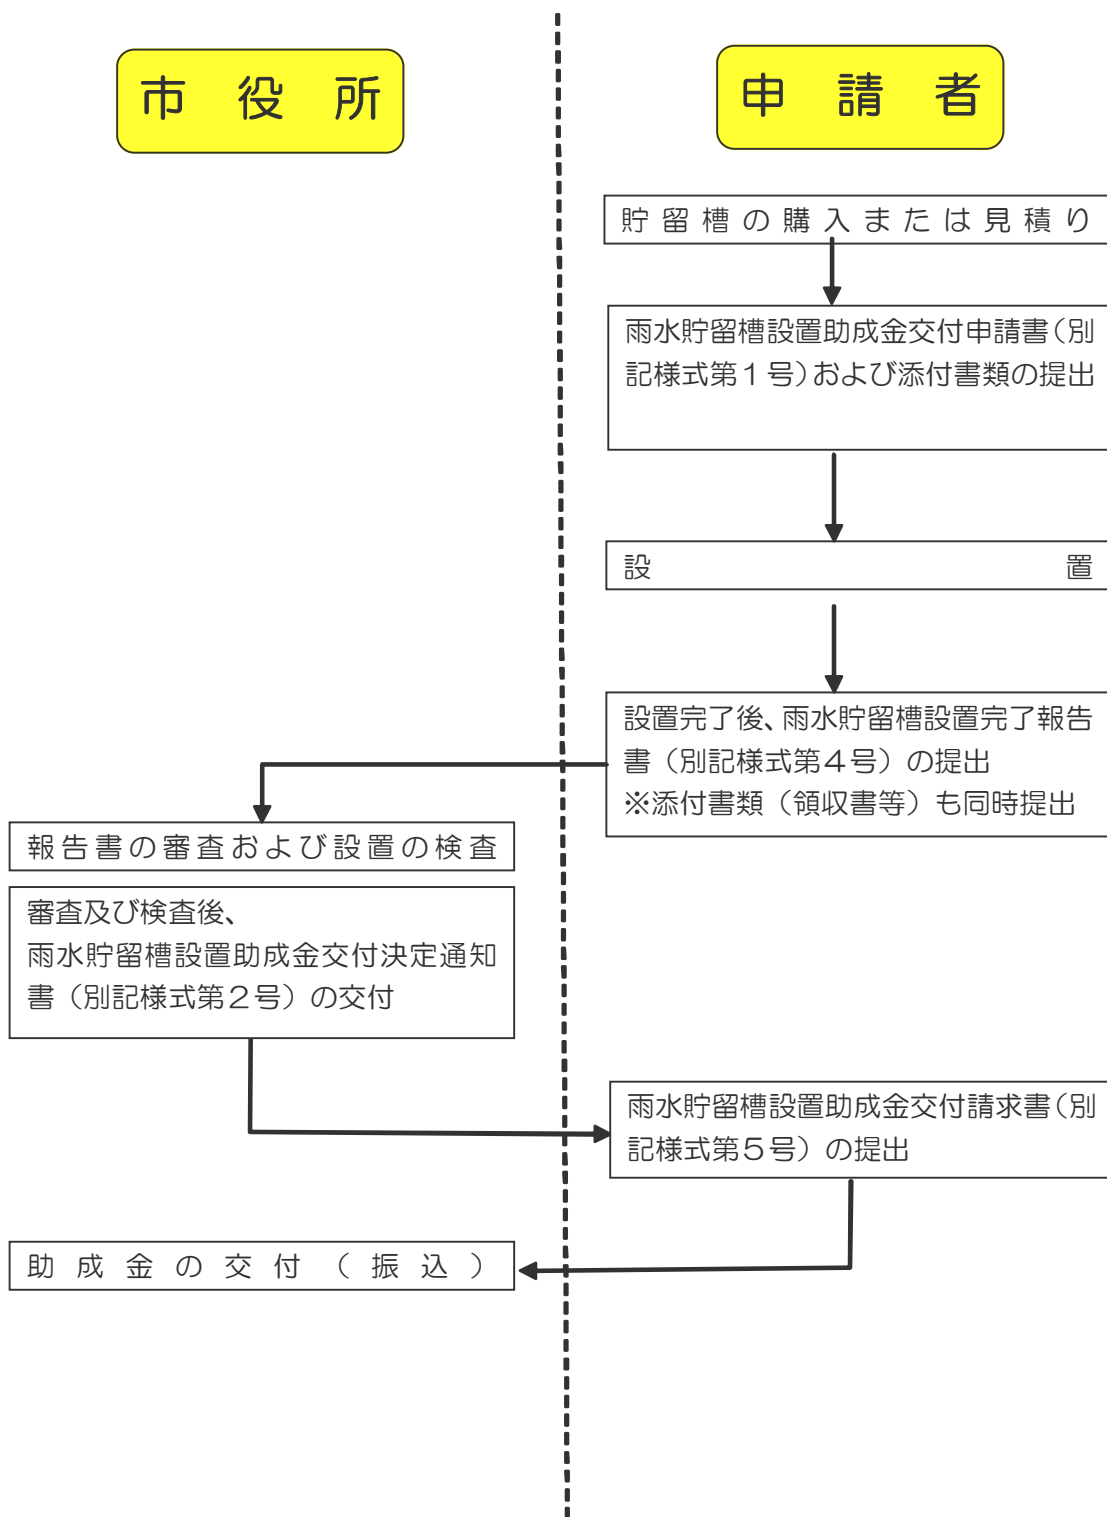 市役所
申請者
貯留槽の購入または見積り
雨水貯留槽設置助成金交付申請書（別
記様式第１号）および添付書類の提出
設置
設置完了後、雨水貯留槽設置完了報告
書（別記様式第４号）の提出
※添付書類（領収書等）も同時提出
報告書の審査および設置の検査
審査及び検査後、
雨水貯留槽設置助成金交付決定通知
書（別記様式第２号）の交付
雨水貯留槽設置助成金交付請求書（別
記様式第５号）の提出
助成金の交付（振込）